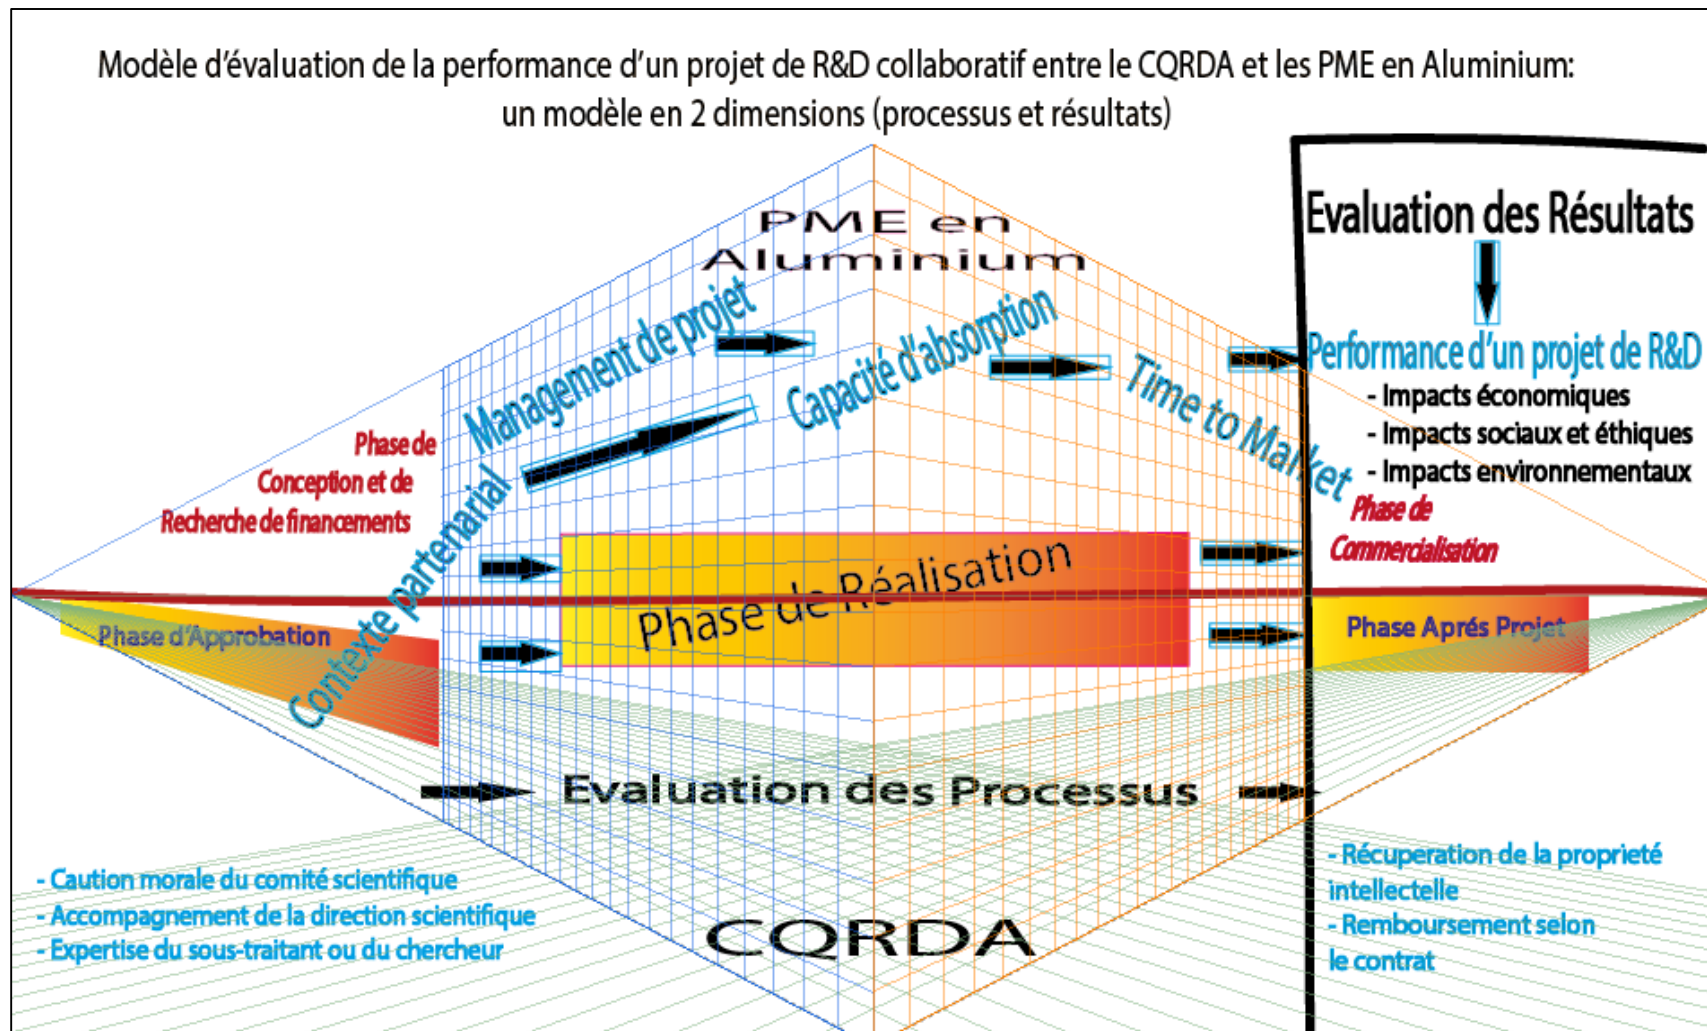 Modèle d'évaluation de la performance d'un projet de R&D collaboratif entre le CQRDA et les PME en Aluminium:
un modèle en 2 dimensions (processus et résultats)
PME en
Aluminium
Evaluation des Résultats
Management de projet
Capacité d'absorption
Time to Market
Performance d'un projet de R&D
- Impacts économiques
- Impacts sociaux et éthiques
- Impacts environnementaux
Phase de
Conception et de
Recherche de financements
Contexte partenarial
Phase de
Commercialisation
Phase de Réalisation
Phase d'Approbation
Phase Aprés Projet
Evaluation des Processus
- Caution morale du comité scientifique
- Accompagnement de la direction scientifique
- Expertise du sous-traitant ou du chercheur
CQRDA
- Récuperation de la proprieté
intellectelle
- Remboursement selon
le contrat